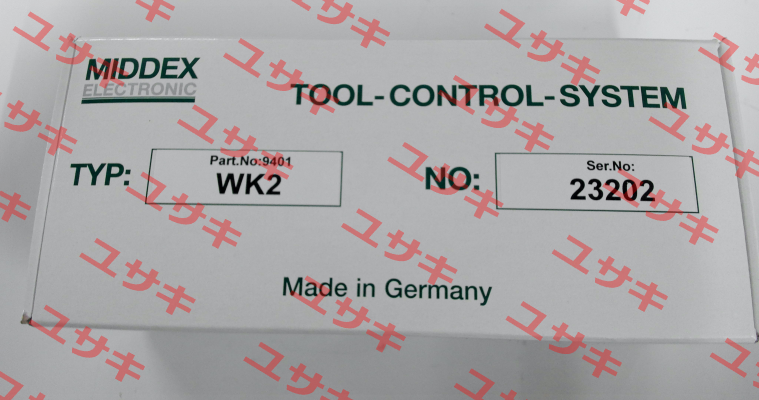 MIDDEX
ELECTRONIC
TOOL-CONTROL-SYSTEM
TYP:
Part.No:9401
WK2
NO:
Ser.No:
23202
Made in Germany
ユサキ